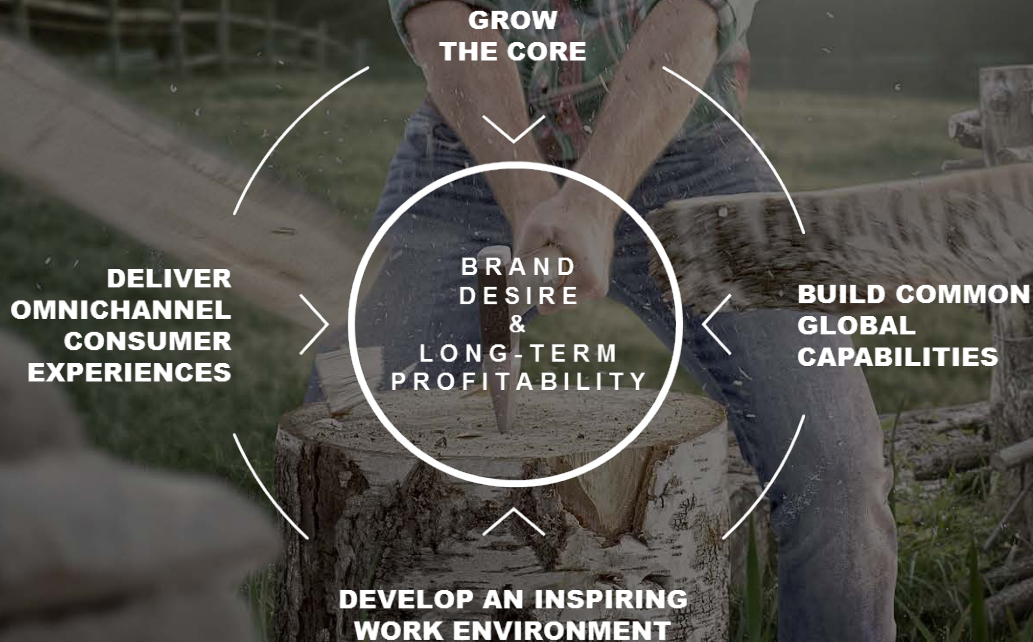 GROW
THE CORE
DELIVER
OMNICHANNEL
CONSUMER
EXPERIENCES
BRAND
DESIRE
&
LONG-TERM
PROFITABILITY
BUILD COMMON
GLOBAL
CAPABILITIES
DEVELOP AN INSPIRING
WORK ENVIRONMENT